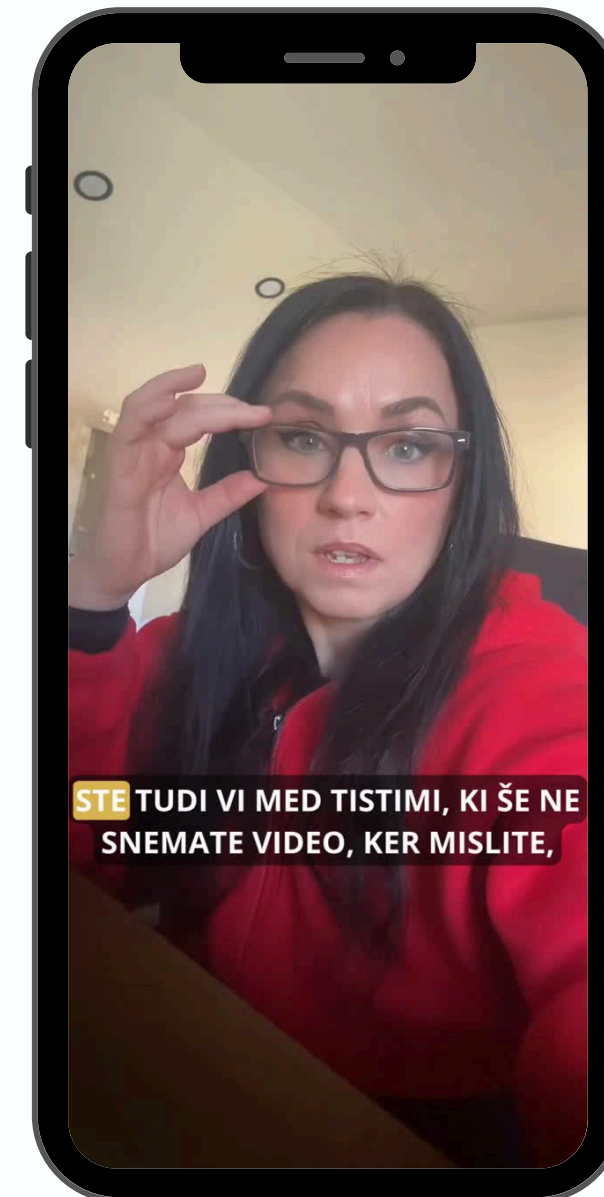 STE TUDI VI MED TISTIMI, KI ŠE NE
SNEMATE VIDEO, KER MISLITE,